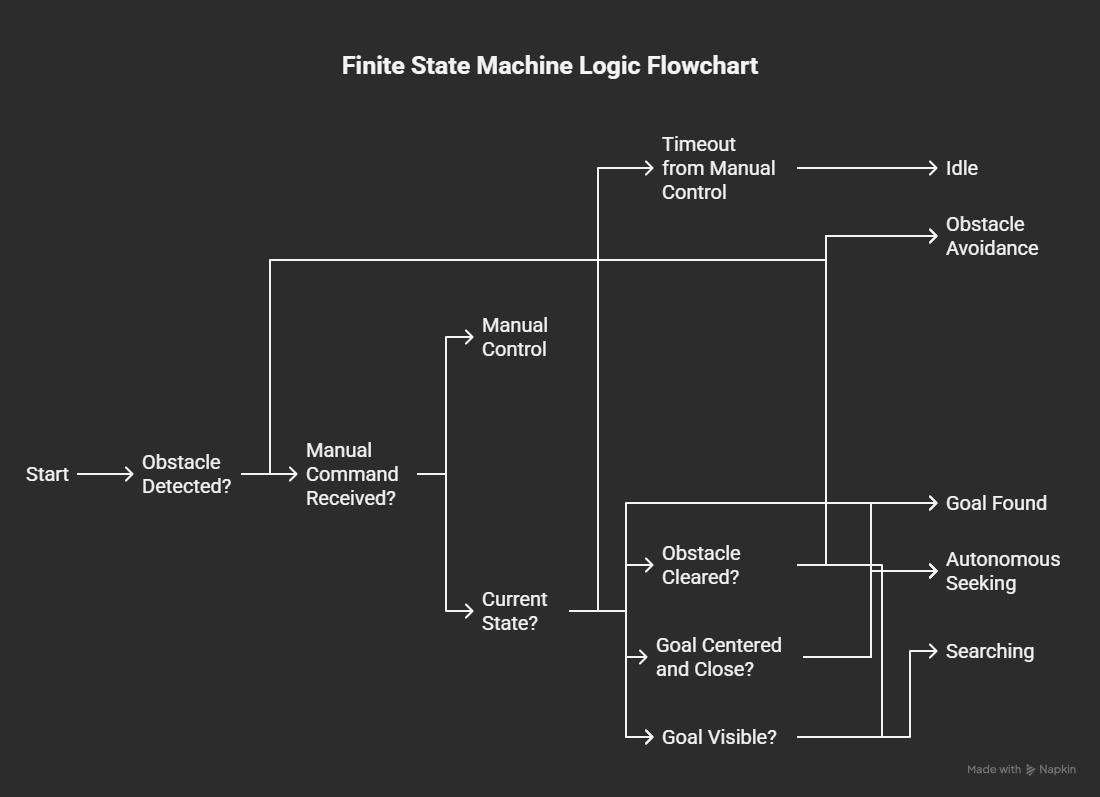 Finite State Machine Logic Flowchart
Timeout
from Manual
Control
Idle
Obstacle
Avoidance
Manual
Control
Start
Obstacle
Detected?
Manual
Command
Received?
Goal Found
Obstacle
Cleared?
Autonomous
Seeking
Current
State?
Goal Centered
and Close?
Searching
Goal Visible?
Made with Napkin